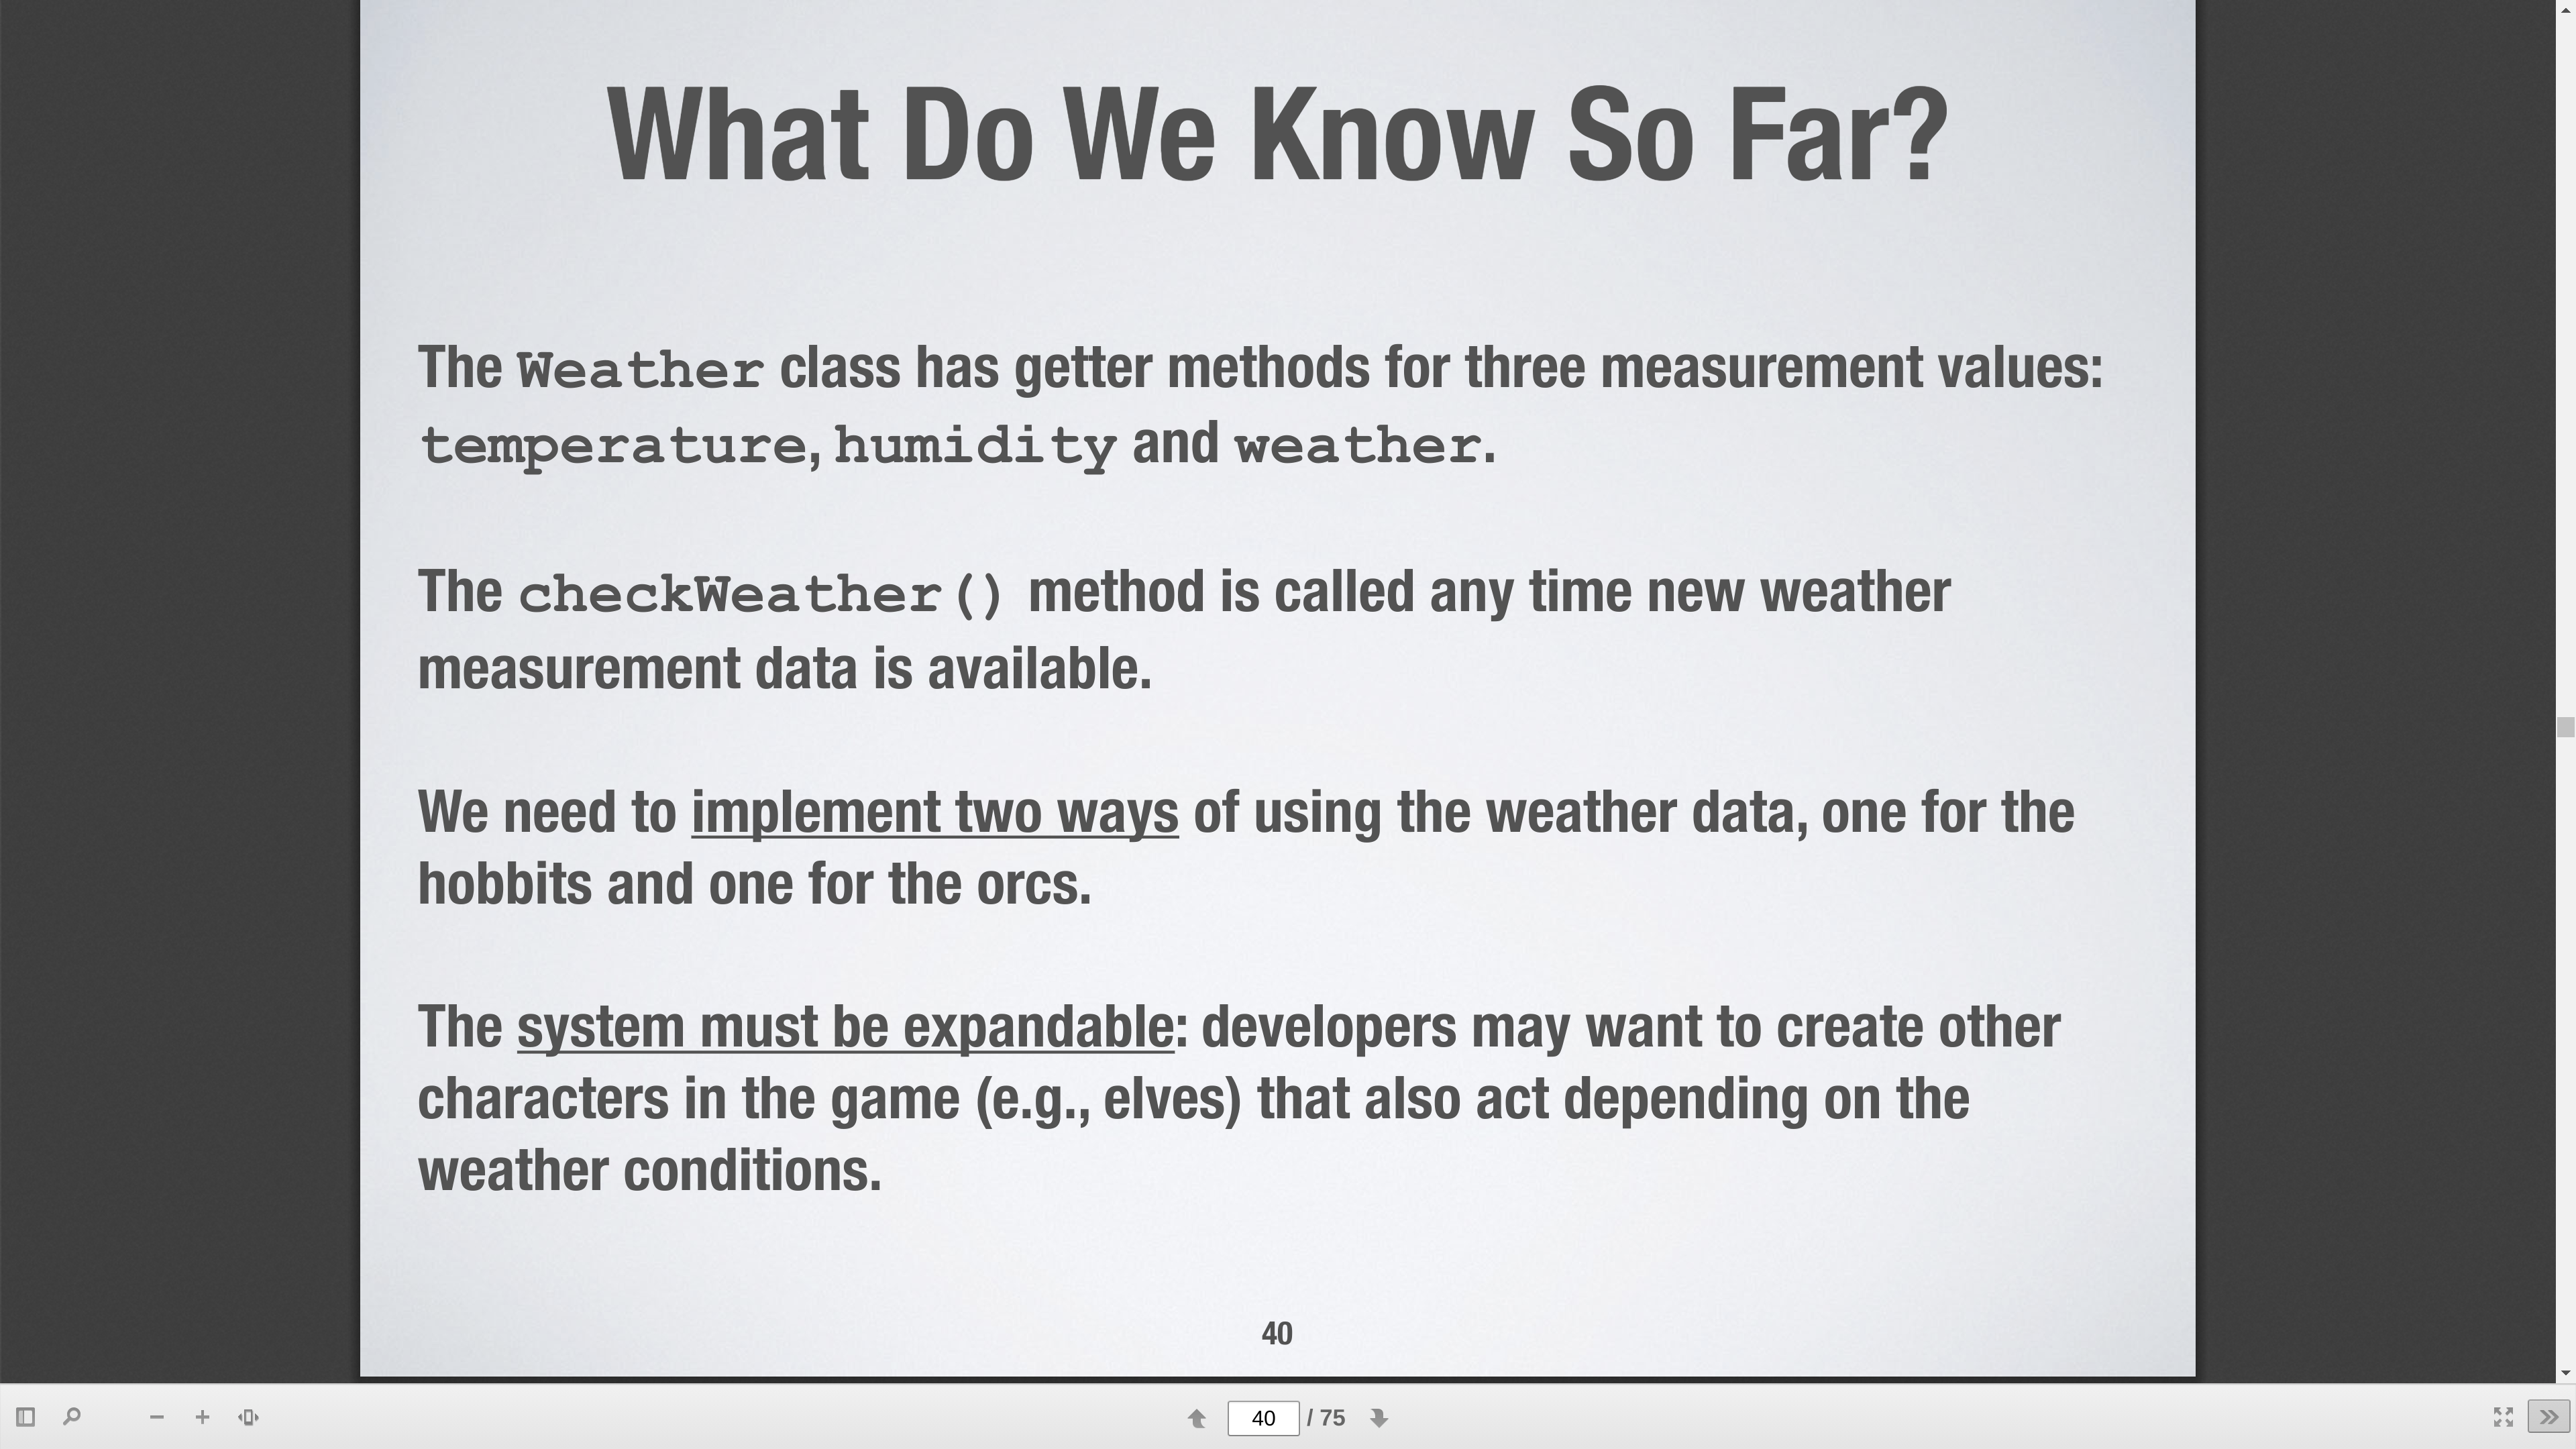 What Do We Know So Far?
The Weather class has getter methods for three measurement values:
temperature, humidity and weather.
The checkWeather() method is called any time new weather
measurement data is available.
We need to implement two ways of using the weather data, one for the
hobbits and one for the orcs.
The system must be expandable: developers may want to create other
characters in the game (e.g., elves) that also act depending on the
weather conditions.
40
40 / 75